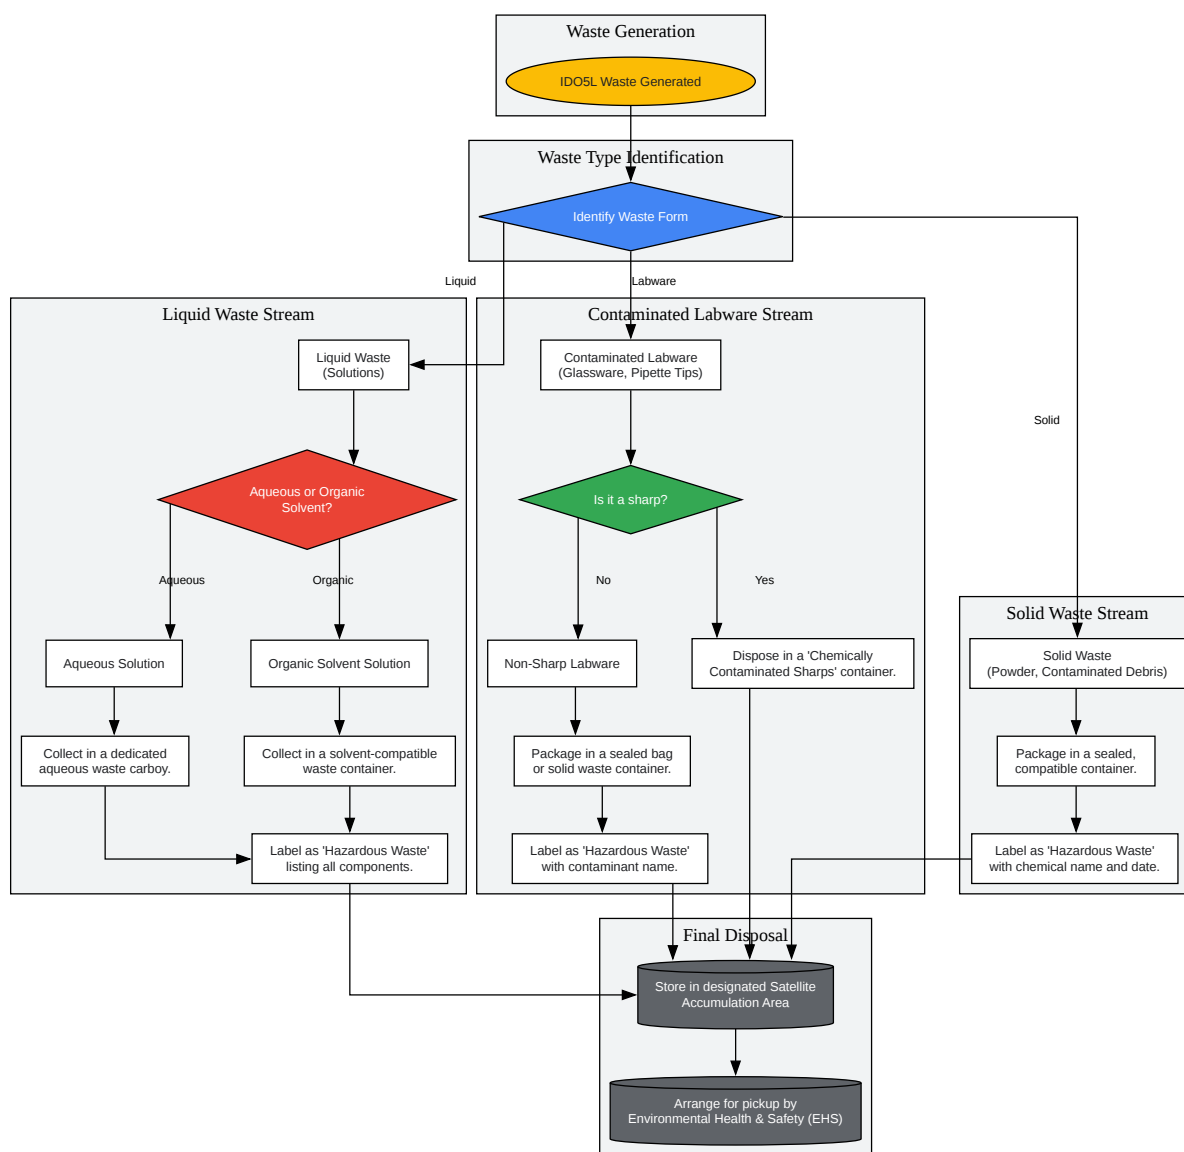 Waste Generation
IDO5L Waste Generated
Waste Type Identification
Identify Waste Form
Liquid
Labware
Solid
Liquid Waste Stream
Liquid Waste
(Solutions)
Aqueous or Organic
Solvent?
Aqueous
Organic
Aqueous Solution
Organic Solvent Solution
Collect in a dedicated
aqueous waste carboy.
Collect in a solvent-compatible
waste container.
Label as 'Hazardous Waste'
listing all components.
Contaminated Labware Stream
Contaminated Labware
(Glassware, Pipette Tips)
Is it a sharp?
No
Yes
Non-Sharp Labware
Dispose in a 'Chemically
Contaminated Sharps' container.
Package in a sealed bag
or solid waste container.
Label as 'Hazardous Waste'
with contaminant name.
Solid Waste Stream
Solid Waste
(Powder, Contaminated Debris)
Package in a sealed,
compatible container.
Label as 'Hazardous Waste'
with chemical name and date.
Final Disposal
Store in designated Satellite
Accumulation Area
Arrange for pickup by
Environmental Health & Safety (EHS)